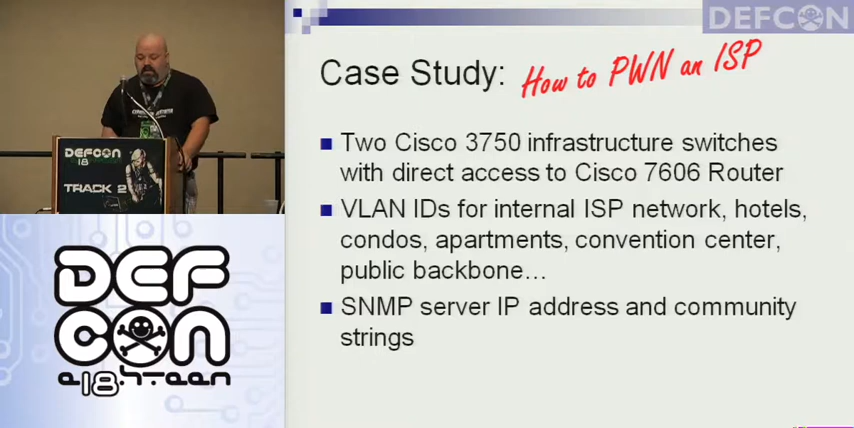 DEFCON
Case Study: How to PWN an ISP
Two Cisco 3750 infrastructure switches
with direct access to Cisco 7606 Router
VLAN IDs for internal ISP network, hotels,
condos, apartments, convention center,
public backbone…
SNMP server IP address and community
strings
DEFCON
18
TRACK 2
DEF
CON
e18hteen